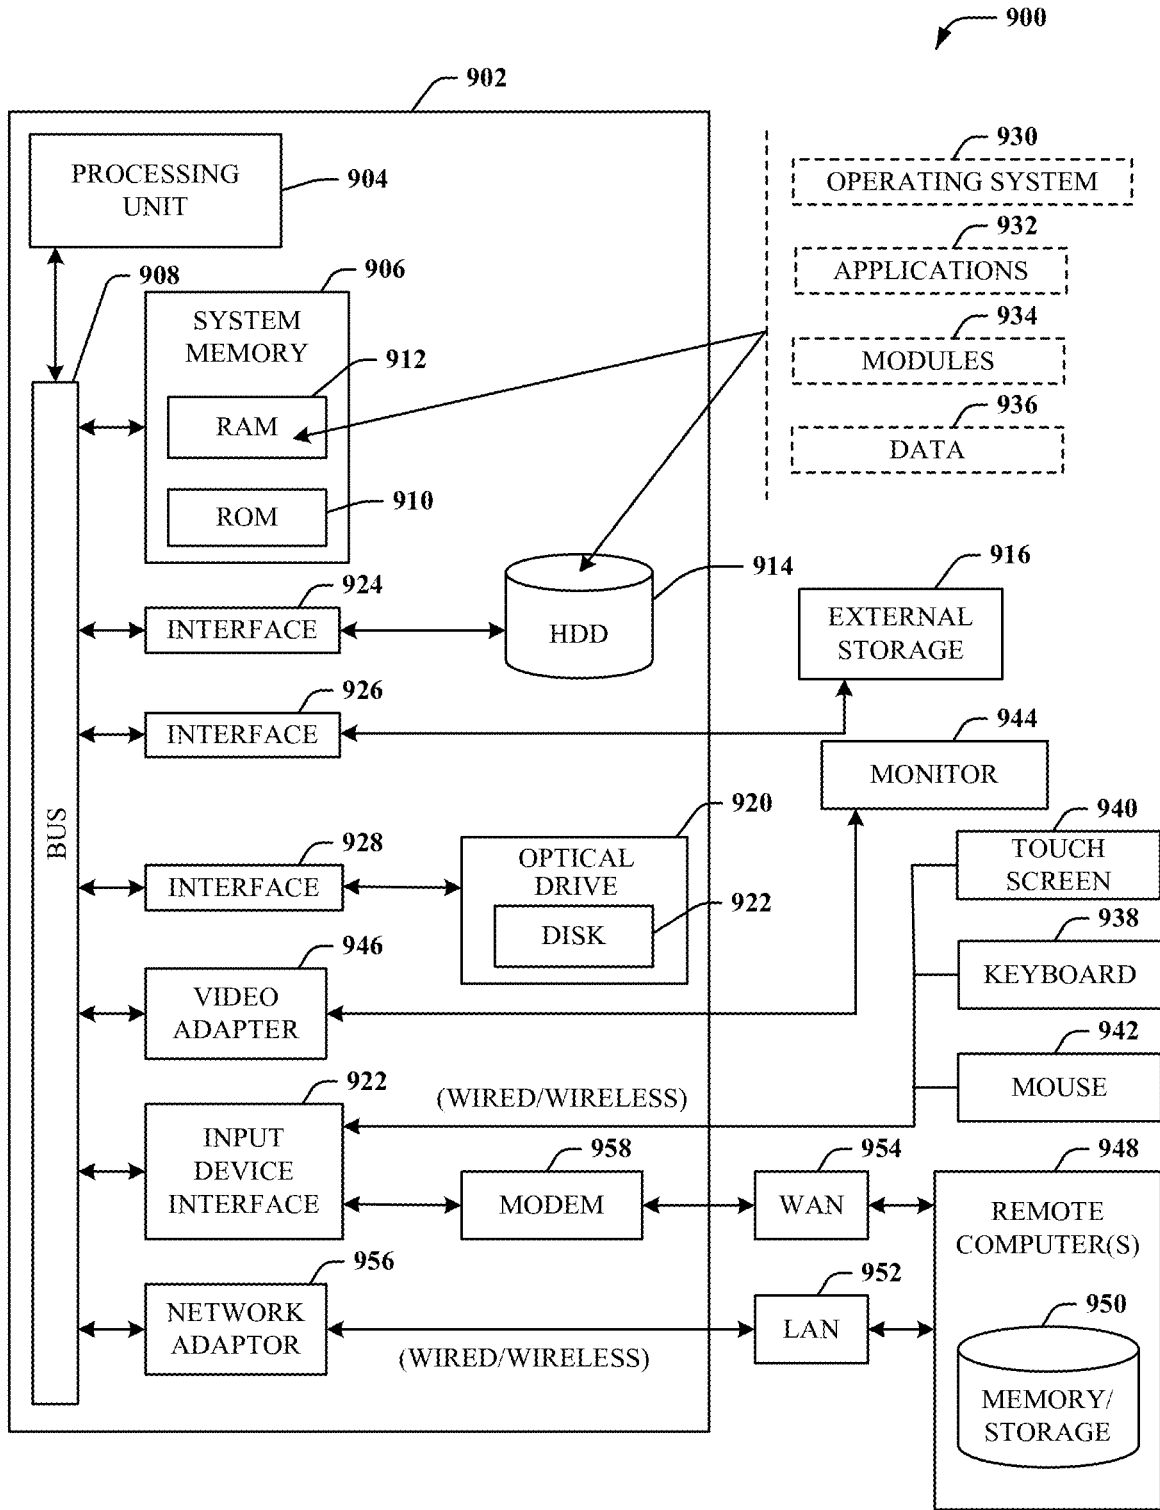 900
902
PROCESSING
UNIT
904
908
906
SYSTEM
MEMORY
912
RAM
910
ROM
930
OPERATING SYSTEM
932
APPLICATIONS
934
MODULES
936
DATA
924
INTERFACE
914
HDD
916
EXTERNAL
STORAGE
926
INTERFACE
944
MONITOR
BUS
928
INTERFACE
920
OPTICAL
DRIVE
922
DISK
940
TOUCH
SCREEN
938
KEYBOARD
942
MOUSE
946
VIDEO
ADAPTER
922
INPUT
DEVICE
INTERFACE
(WIRED/WIRELESS)
958
MODEM
954
WAN
948
REMOTE
COMPUTER(S)
956
NETWORK
ADAPTOR
(WIRED/WIRELESS)
952
LAN
950
MEMORY/
STORAGE